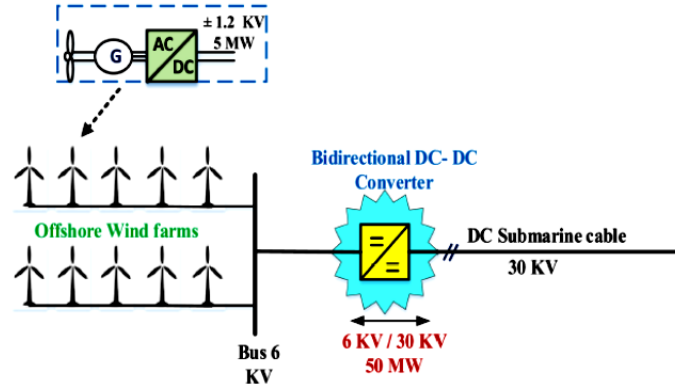 ± 1.2 KV
5 MW
G
AC
DC
Bidirectional DC- DC
Converter
Offshore Wind farms
DC Submarine cable
30 KV
=
=
6 KV / 30 KV
50 MW
Bus 6
KV